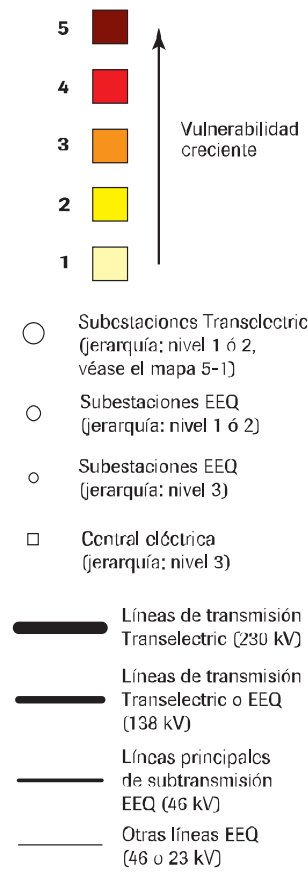 5
4
Vulnerabilidad
3
creciente
2
1
Subestaciones Transelectric
(jerarquía: nivel 1 ó 2,
véase el mapa 5-1)
Subestaciones EEQ
(jerarquía: nivel 1 ó 2)
Subestaciones EEQ
(jerarquía: nivel 3)
Central eléctrica
(jerarquía: nivel 3)
Líneas de transmisión
Transelectric (230 kV)
Líneas de transmisión
Transelectric o EEQ
(138 kV)
Líneas principales
de subtransmisión
EEQ (46 kV)
Otras líneas EEQ
(46 o 23 kV)